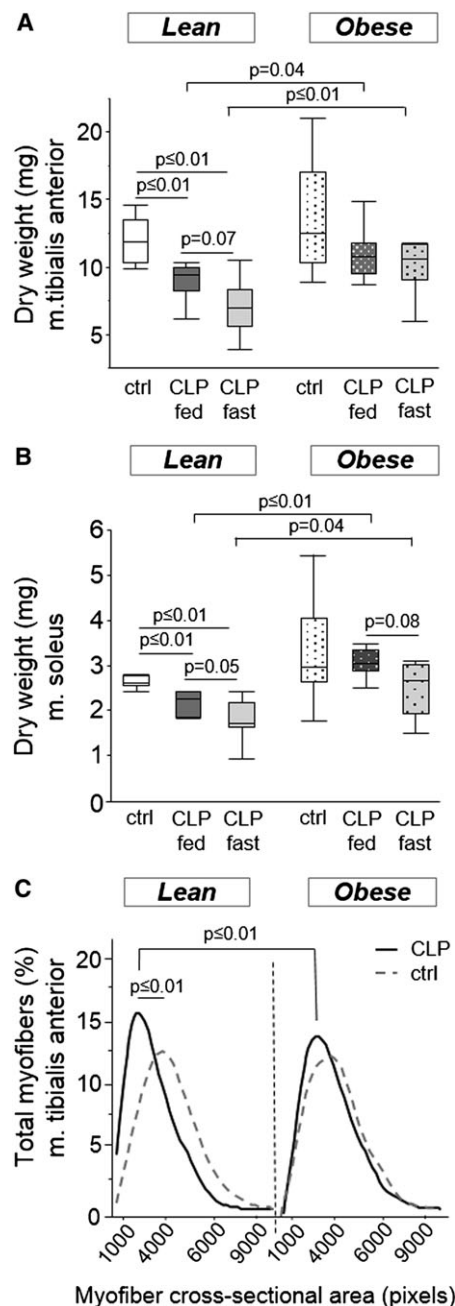 A
Lean Obese
p=0.04
p≤0.01
p≤0.01
p≤0.01
p=0.07
Dry weight (mg)
m.tibialis anterior
20
15
10
5
ctrl CLP fed CLP fast ctrl CLP fed CLP fast
B
Lean Obese
p≤0.01
p=0.04
p≤0.01
p≤0.01
p=0.05
p=0.08
Dry weight (mg)
m. soleus
6
5
4
3
2
1
0
ctrl CLP fed CLP fast ctrl CLP fed CLP fast
C
Lean Obese
p≤0.01
p≤0.01
CLP
ctrl
Total myofibers (%)
m. tibialis anterior
20
15
10
5
0
1000 4000 6000 9000 1000 4000 6000 9000
Myofiber cross-sectional area (pixels)